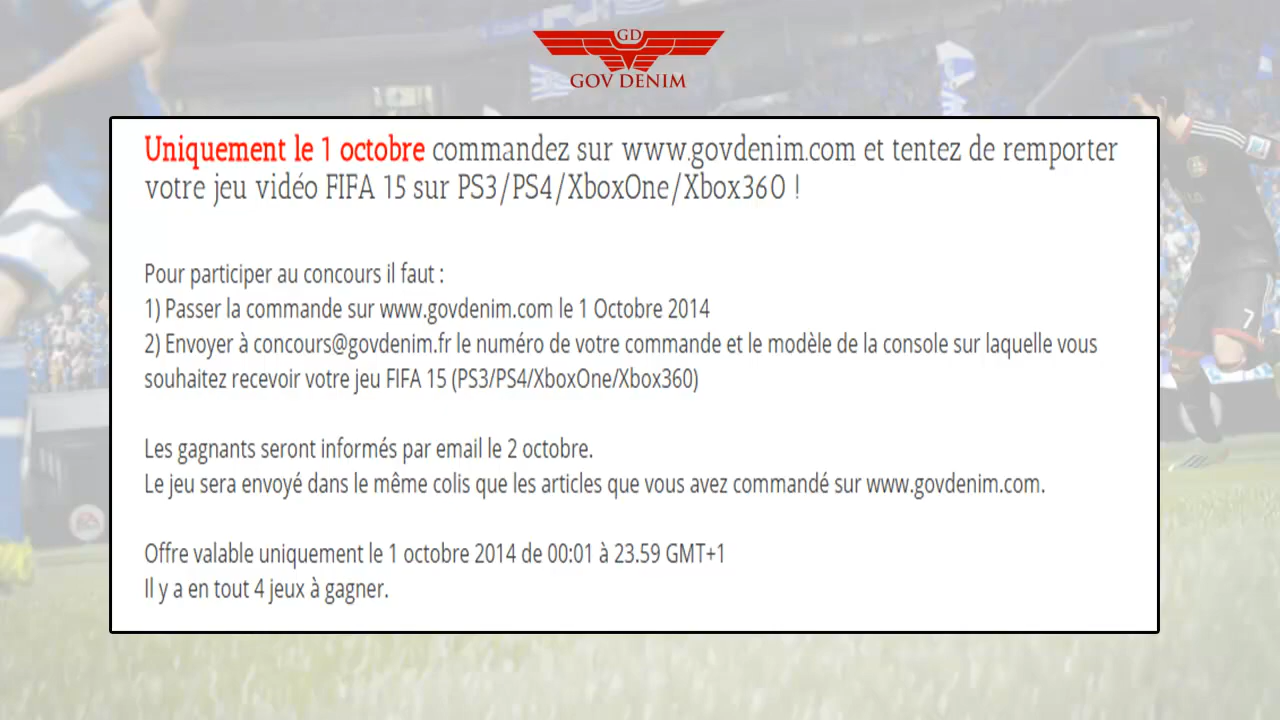 GD
GOV DENIM
Uniquement le 1 octobre commandez sur www.govdenim.com et tentez de remporter
votre jeu vidéo FIFA 15 sur PS3/PS4/XboxOne/Xbox360 !
Pour participer au concours il faut :
1) Passer la commande sur www.govdenim.com le 1 Octobre 2014
2) Envoyer à concours@govdenim.fr le numéro de votre commande et le modèle de la console sur laquelle vous
souhaitez recevoir votre jeu FIFA 15 (PS3/PS4/XboxOne/Xbox360)
Les gagnants seront informés par email le 2 octobre.
Le jeu sera envoyé dans le même colis que les articles que vous avez commandé sur www.govdenim.com.
Offre valable uniquement le 1 octobre 2014 de 00:01 à 23.59 GMT+1
Il y a en tout 4 jeux à gagner.
7
EA